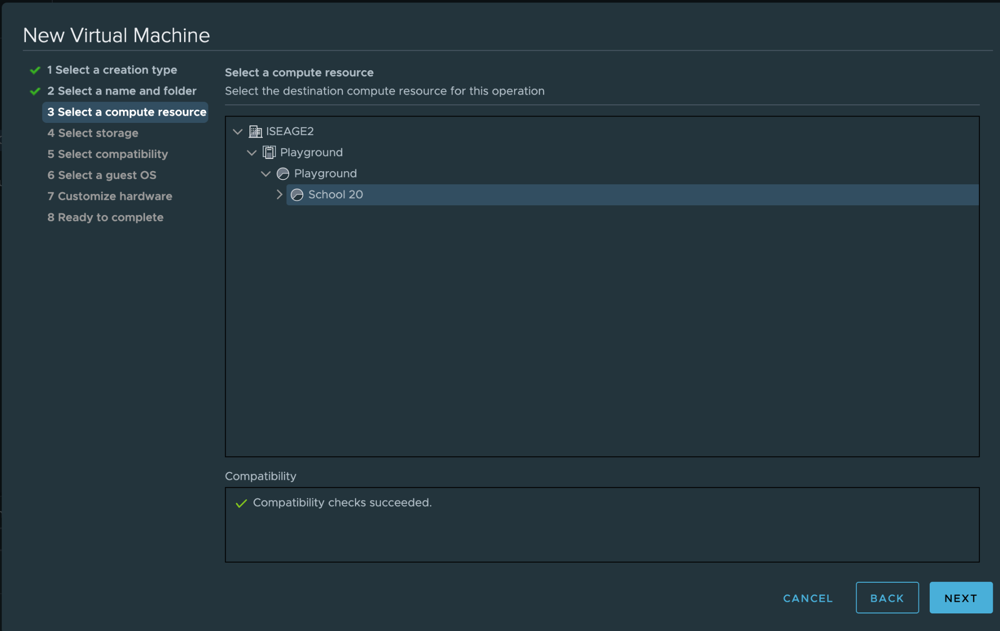 New Virtual Machine
1 Select a creation type
2 Select a name and folder
3 Select a compute resource
4 Select storage
5 Select compatibility
6 Select a guest OS
7 Customize hardware
8 Ready to complete
Select a compute resource
Select the destination compute resource for this operation
ISEAGE2
Playground
Playground
School 20
Compatibility
Compatibility checks succeeded.
CANCEL
BACK
NEXT